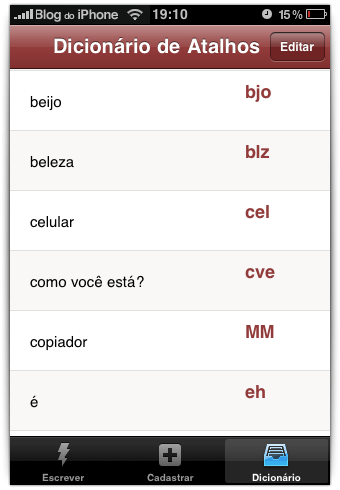 Blog do iPhone 19:10 15%
Dicionário de Atalhos Editar
beijo bjo
beleza blz
celular cel
como você está? cve
copiador MM
é eh
Escrever Cadastrar Dicionário